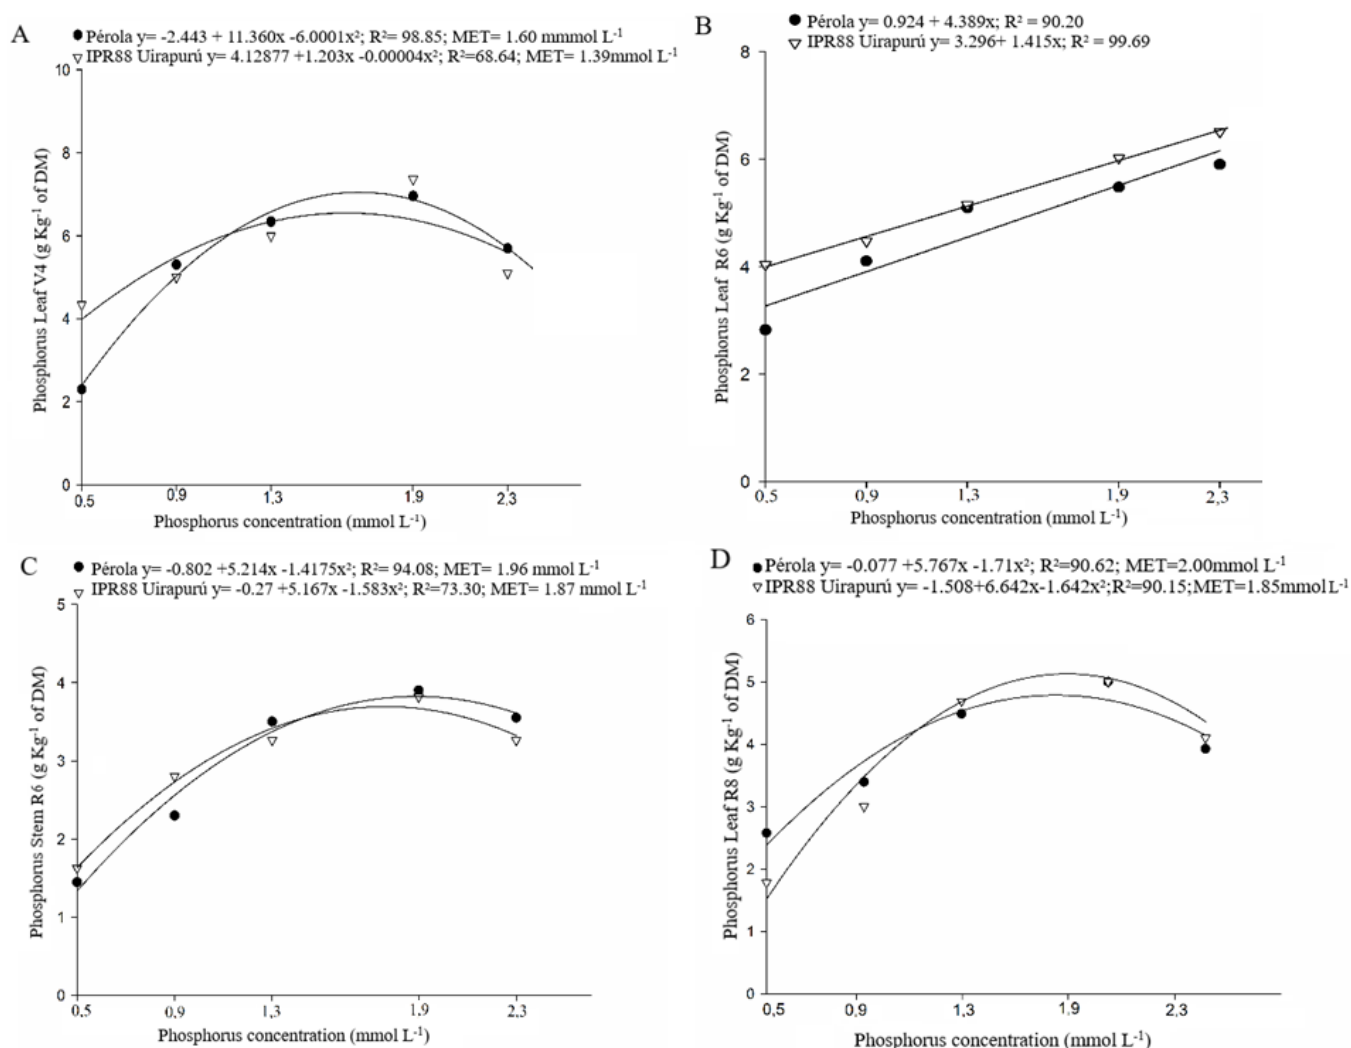 A
Pérola y= -2.443 + 11.360x -6.0001x²; R²= 98.85; MET= 1.60 mmmol L⁻¹
IPR88 Uirapurú y= 4.12877 +1.203x -0.00004x²; R²=68.64; MET= 1.39mmol L⁻¹
10
8
6
4
2
0
Phosphorus Leaf V4 (g Kg⁻¹ of DM)
0,5 0,9 1,3 1,9 2,3
Phosphorus concentration (mmol L⁻¹)
B
Pérola y= 0.924 + 4.389x; R² = 90.20
IPR88 Uirapurú y= 3.296+ 1.415x; R² = 99.69
8
6
4
2
0
Phosphorus Leaf R6 (g Kg⁻¹ of DM)
0,5 0,9 1,3 1,9 2,3
Phosphorus concentration (mmol L⁻¹)
C
Pérola y= -0.802 +5.214x -1.4175x²; R²= 94.08; MET= 1.96 mmol L⁻¹
IPR88 Uirapurú y= -0.27 +5.167x -1.583x²; R²=73.30; MET= 1.87 mmol L⁻¹
5
4
3
2
1
0
Phosphorus Stem R6 (g Kg⁻¹ of DM)
0,5 0,9 1,3 1,9 2,3
Phosphorus concentration (mmol L⁻¹)
D
Pérola y= -0.077 +5.767x -1.71x²; R²=90.62; MET=2.00mmol L⁻¹
IPR88 Uirapurú y= -1.508+6.642x-1.642x²;R²=90.15;MET=1.85mmol L⁻¹
6
5
4
3
2
1
0
Phosphorus Leaf R8 (g Kg⁻¹ of DM)
0,5 0,9 1,3 1,9 2,3
Phosphorus concentration (mmol L⁻¹)